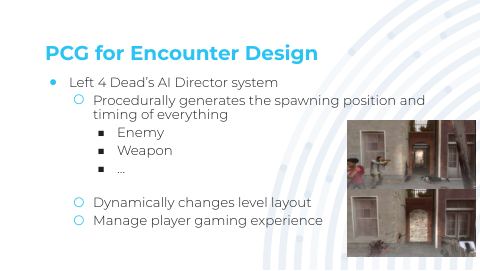 PCG for Encounter Design
● Left 4 Dead's AI Director system
○ Procedurally generates the spawning position and
timing of everything
■ Enemy
■ Weapon
■ ...
○ Dynamically changes level layout
○ Manage player gaming experience